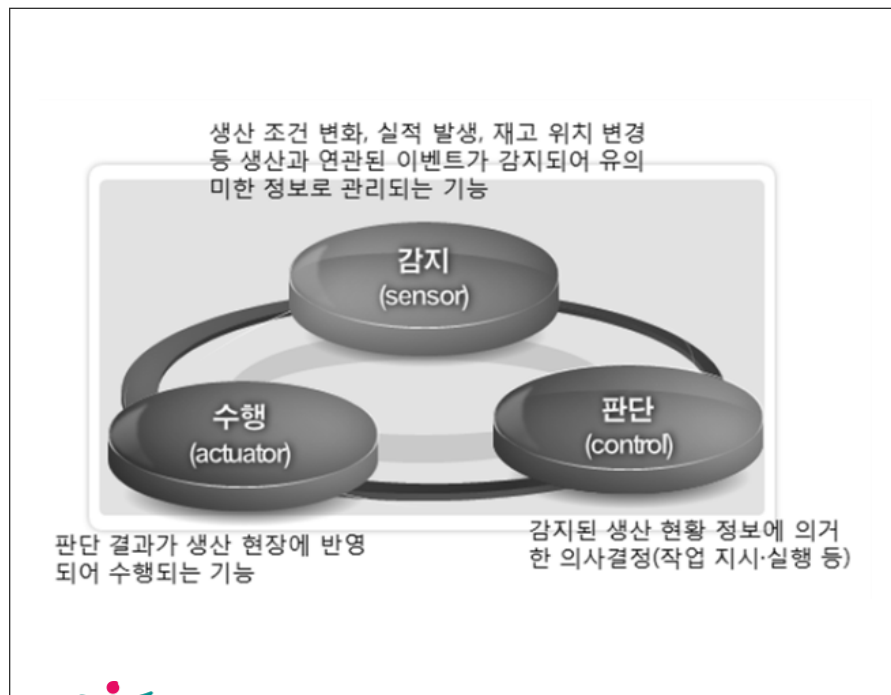 생산 조건 변화, 실적 발생, 재고 위치 변경
등 생산과 연관된 이벤트가 감지되어 유의
미한 정보로 관리되는 기능
감지
(sensor)
수행
(actuator)
판단
(control)
판단 결과가 생산 현장에 반영
되어 수행되는 기능
감지된 생산 현황 정보에 의거
한 의사결정(작업 지시·실행 등)